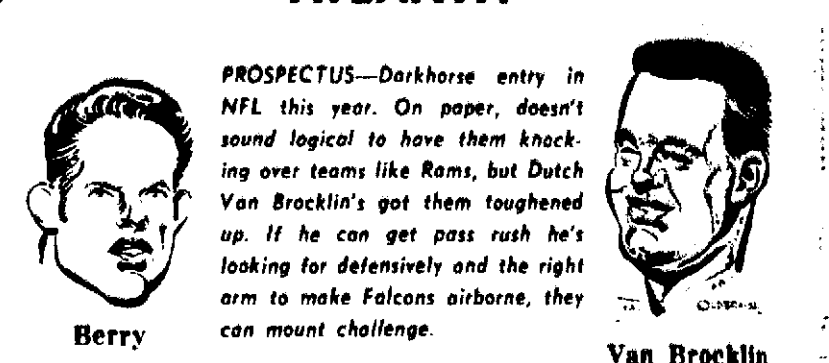 PROSPECTUS—Darkhorse entry in
NFL this year. On paper, doesn't
sound logical to have them knock-
ing over teams like Rams, but Dutch
Van Brocklin's got them toughened
up. If he can get pass rush he's
looking for defensively and the right
arm to make Falcons airborne, they
can mount challenge.
Berry
Van Brocklin